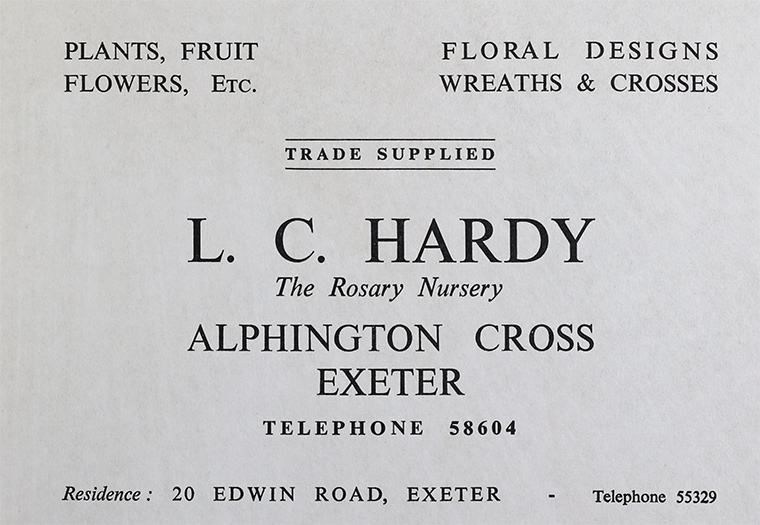 PLANTS, FRUIT
FLOWERS, ETC.
FLORAL DESIGNS
WREATHS & CROSSES
TRADE SUPPLIED
L. C. HARDY
The Rosary Nursery
ALPHINGTON CROSS
EXETER
TELEPHONE 58604
Residence : 20 EDWIN ROAD, EXETER - Telephone 55329